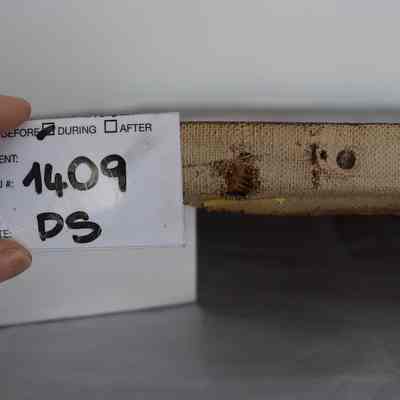 BEFORE DURING AFTER
ENT:
#: 1409
TE: DS